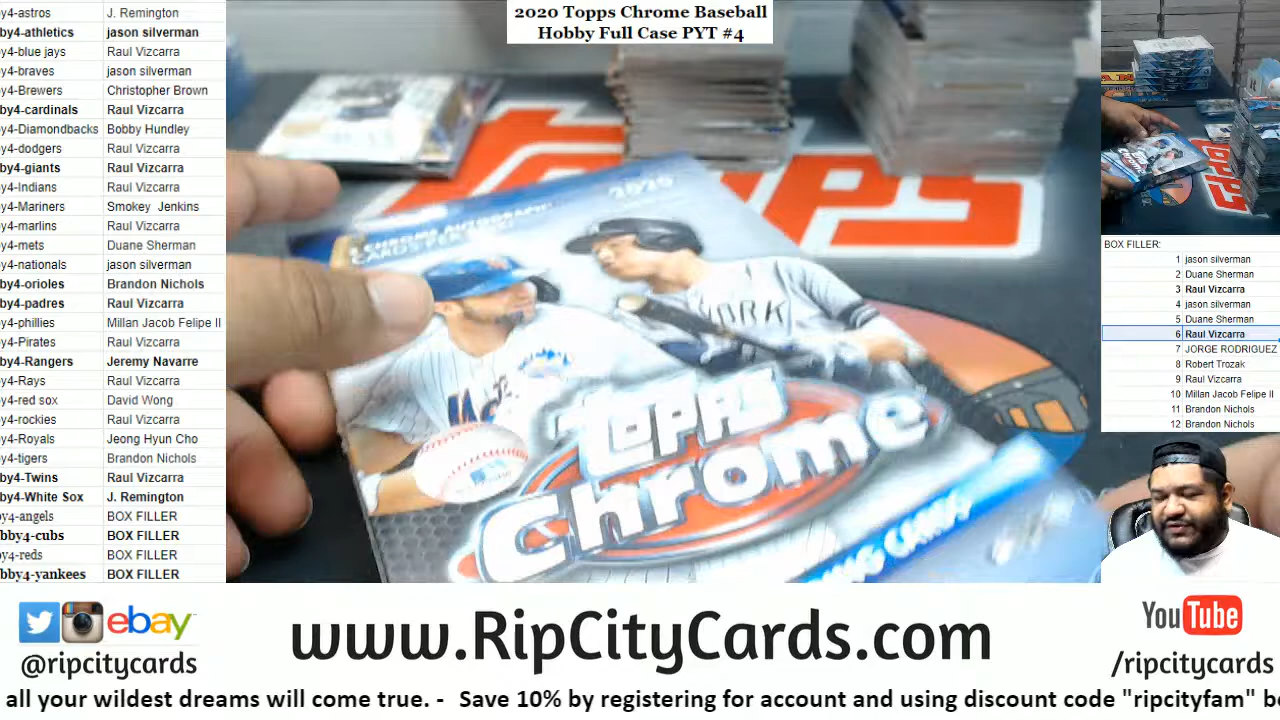 2020 Topps Chrome Baseball
Hobby Full Case PYT #4
y4-astros J. Remington
by4-athletics jason silverman
by4-blue jays Raul Vizcarra
by4-braves jason silverman
by4-Brewers Christopher Brown
by4-cardinals Raul Vizcarra
y4-Diamondbacks Bobby Hundley
y4-dodgers Raul Vizcarra
by4-giants Raul Vizcarra
y4-Indians Raul Vizcarra
y4-Mariners Smokey Jenkins
y4-marlins Raul Vizcarra
y4-mets Duane Sherman
y4-nationals jason silverman
by4-orioles Brandon Nichols
by4-padres Raul Vizcarra
y4-phillies Millan Jacob Felipe II
y4-Pirates Raul Vizcarra
by4-Rangers Jeremy Navarre
y4-Rays Raul Vizcarra
y4-red sox David Wong
y4-rockies Raul Vizcarra
y4-Royals Jeong Hyun Cho
y4-tigers Brandon Nichols
by4-Twins Raul Vizcarra
by4-White Sox J. Remington
y4-angels BOX FILLER
bby4-cubs BOX FILLER
y4-reds BOX FILLER
bby4-yankees BOX FILLER
Topps
2020
CHROME AUTOGRAPH
CARDS PER
YORK
Mets
TOPPS
Chrome
BOX FILLER:
1 jason silverman
2 Duane Sherman
3 Raul Vizcarra
4 jason silverman
5 Duane Sherman
6 Raul Vizcarra
7 JORGE RODRIGUEZ
8 Robert Trozak
9 Raul Vizcarra
10 Millan Jacob Felipe II
11 Brandon Nichols
12 Brandon Nichols
ebay
@ripcitycards
www.RipCityCards.com
YouTube
/ripcitycards
all your wildest dreams will come true. - Save 10% by registering for account and using discount code "ripcityfam" be